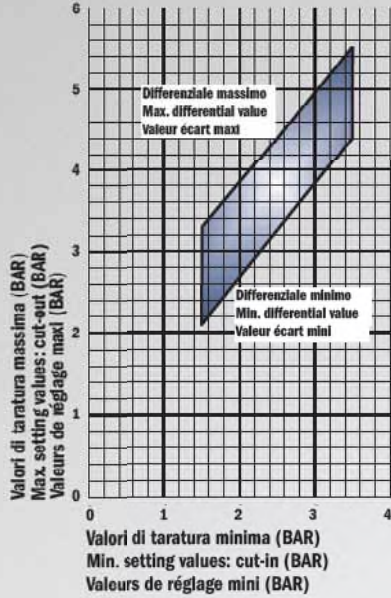 6
5
4
3
2
1
0
Differenziale massimo
Max. differential value
Valeur écart maxi
Differenziale minimo
Min. differential value
Valeur écart mini
Valori di taratura massima (BAR)
Max. setting values: cut-out (BAR)
Valeurs de réglage maxi (BAR)
0 1 2 3 4
Valori di taratura minima (BAR)
Min. setting values: cut-in (BAR)
Valeurs de réglage mini (BAR)